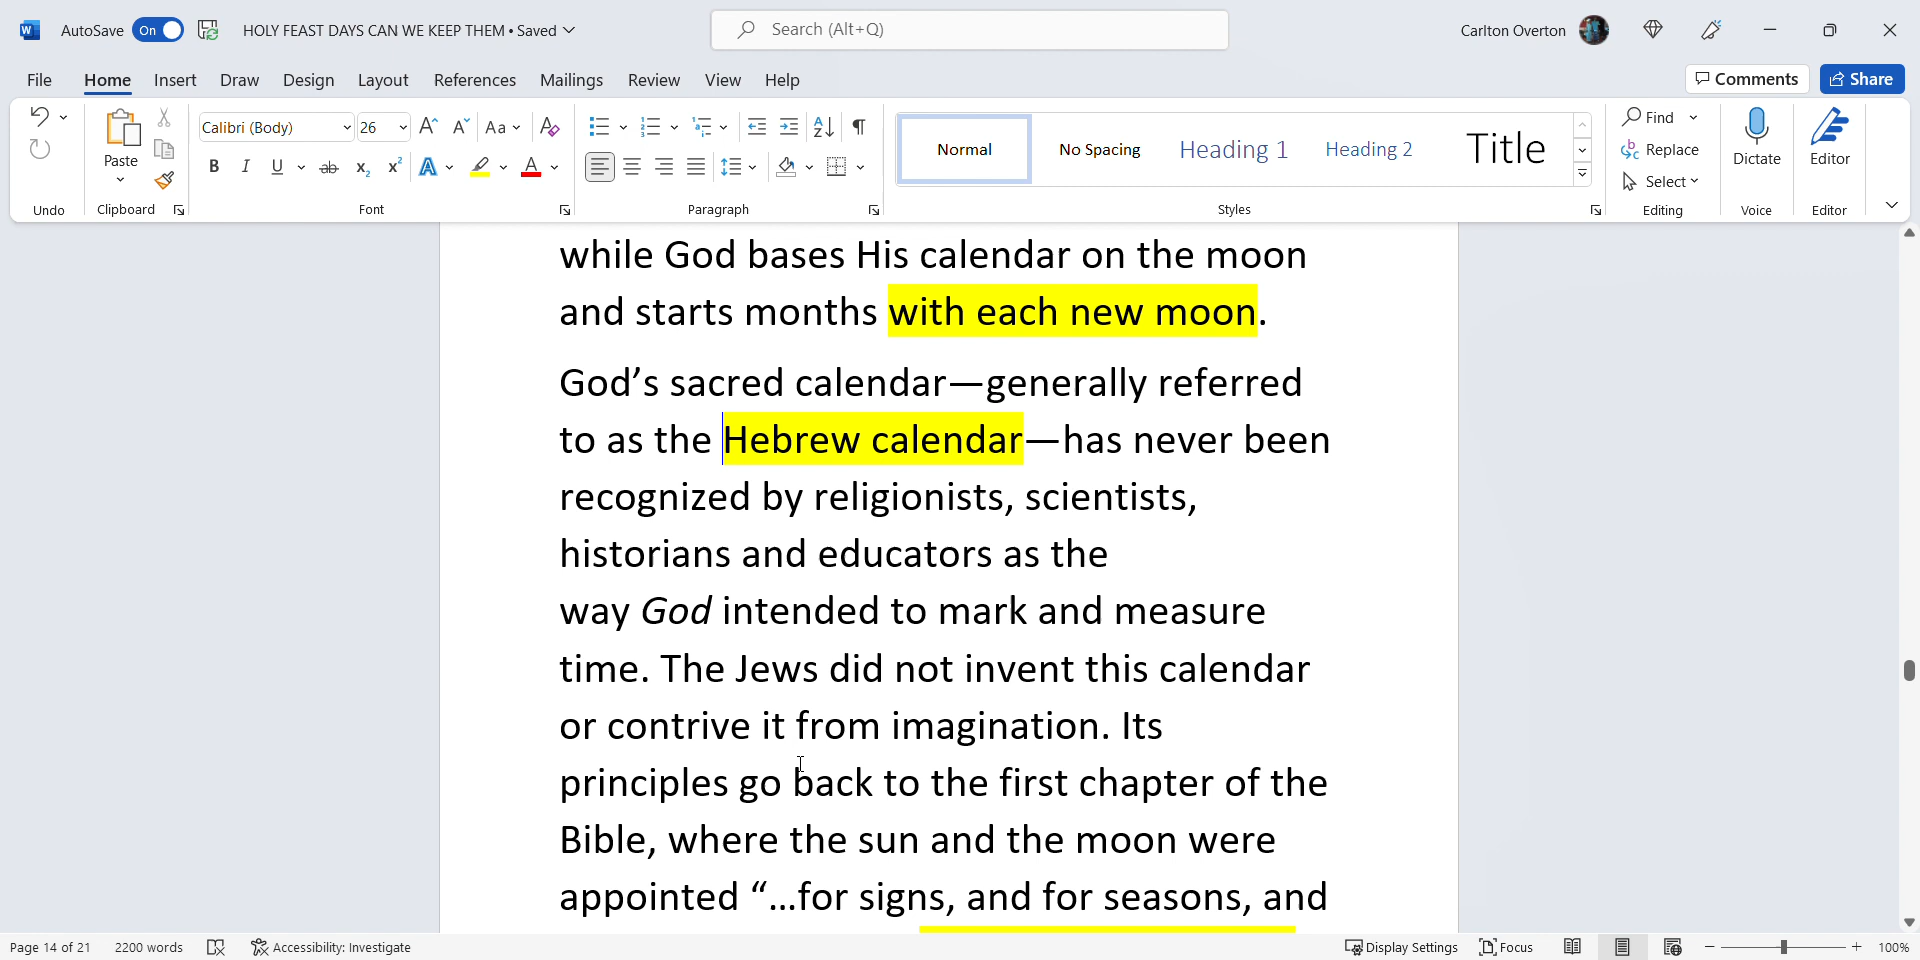 AutoSave On HOLY FEAST DAYS CAN WE KEEP THEM • Saved Search (Alt+Q) Carlton Overton
File Home Insert Draw Design Layout References Mailings Review View Help Comments Share
Calibri (Body) 26 Aa Find
Paste Normal No Spacing Heading 1 Heading 2 Title Replace Dictate Editor
B I U ab x₂ x² A A Select
Undo Clipboard Font Paragraph Styles Editing Voice Editor
while God bases His calendar on the moon
and starts months with each new moon.
God’s sacred calendar—generally referred
to as the Hebrew calendar—has never been
recognized by religionists, scientists,
historians and educators as the
way God intended to mark and measure
time. The Jews did not invent this calendar
or contrive it from imagination. Its
principles go back to the first chapter of the
Bible, where the sun and the moon were
appointed “…for signs, and for seasons, and
Page 14 of 21 2200 words Accessibility: Investigate Display Settings Focus 100%